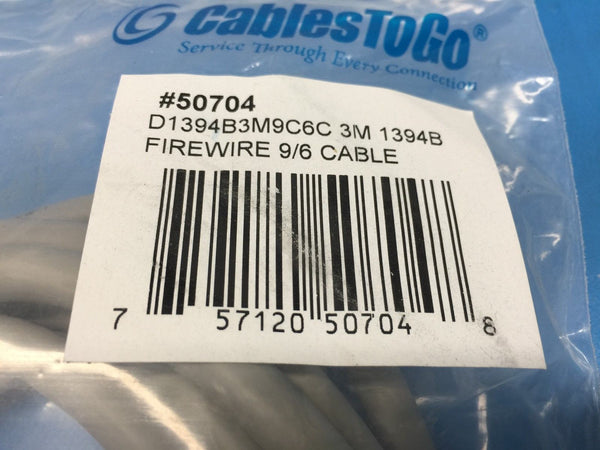 CablesToGo®
Service Through Every Connection
#50704
D1394B3M9C6C 3M 1394B
FIREWIRE 9/6 CABLE
7 57120 50704 8